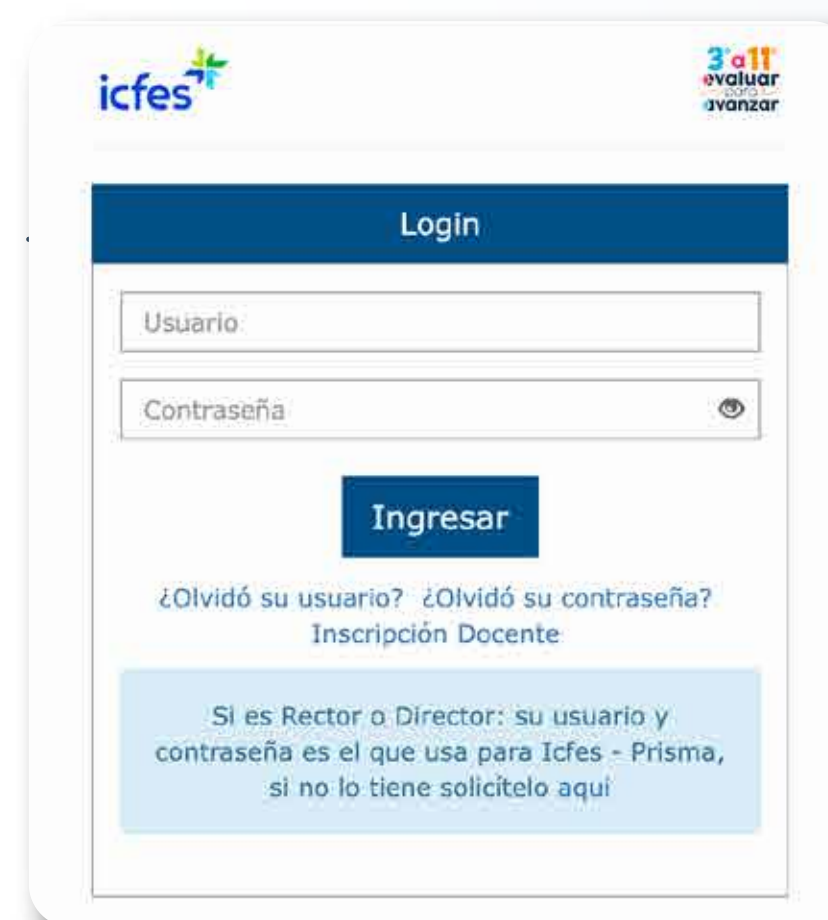 icfes
3° a 11°
evaluar
para
avanzar
Login
Usuario
Contraseña
Ingresar
¿Olvidó su usuario? ¿Olvidó su contraseña?
Inscripción Docente
Si es Rector o Director: su usuario y
contraseña es el que usa para Icfes - Prisma,
si no lo tiene solicítelo aquí